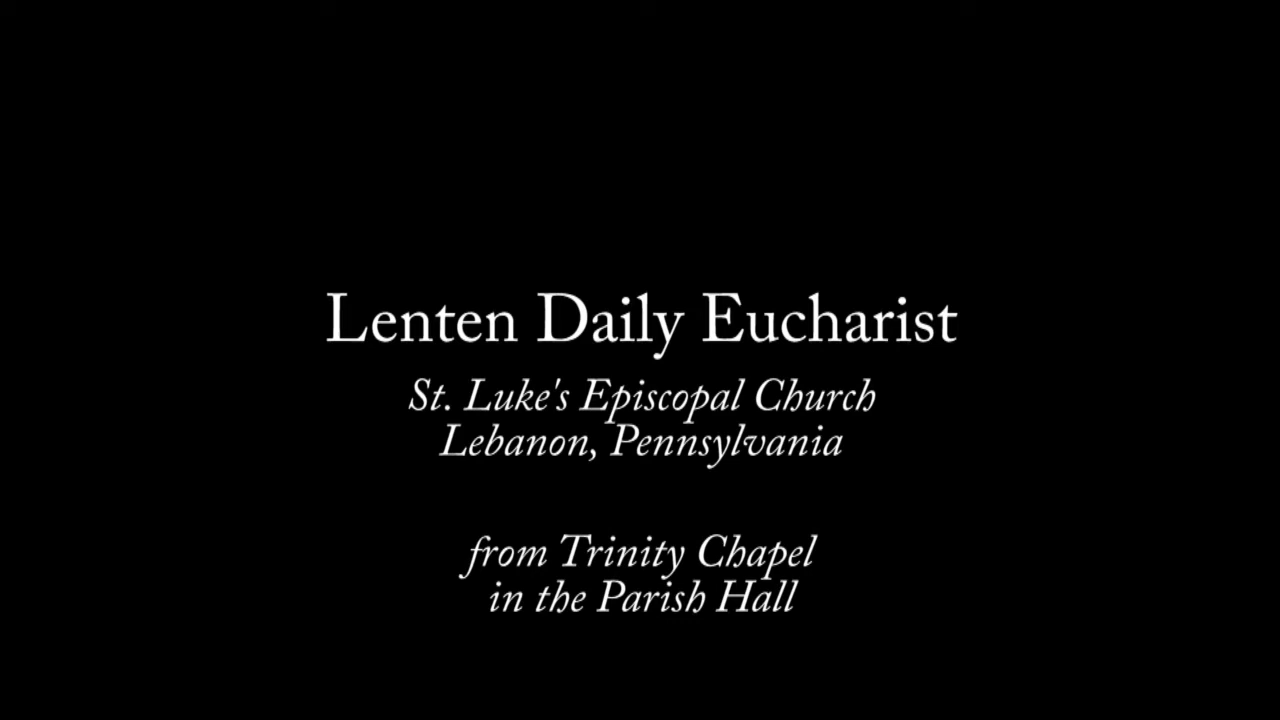 Lenten Daily Eucharist
St. Luke's Episcopal Church
Lebanon, Pennsylvania
from Trinity Chapel
in the Parish Hall